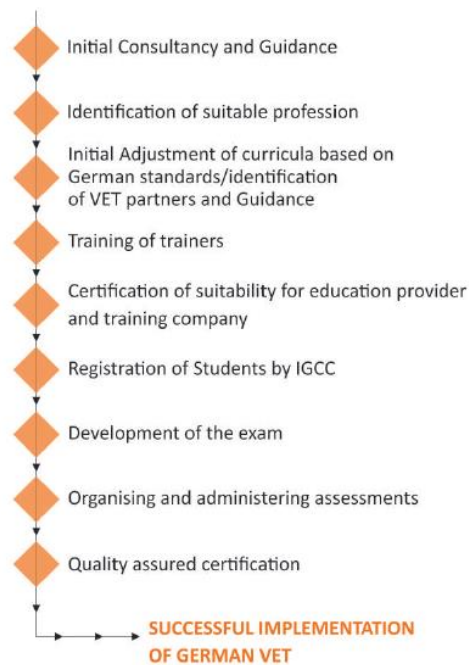 Initial Consultancy and Guidance
Identification of suitable profession
Initial Adjustment of curricula based on
German standards/identification
of VET partners and Guidance
Training of trainers
Certification of suitability for education provider
and training company
Registration of Students by IGCC
Development of the exam
Organising and administering assessments
Quality assured certification
SUCCESSFUL IMPLEMENTATION
OF GERMAN VET